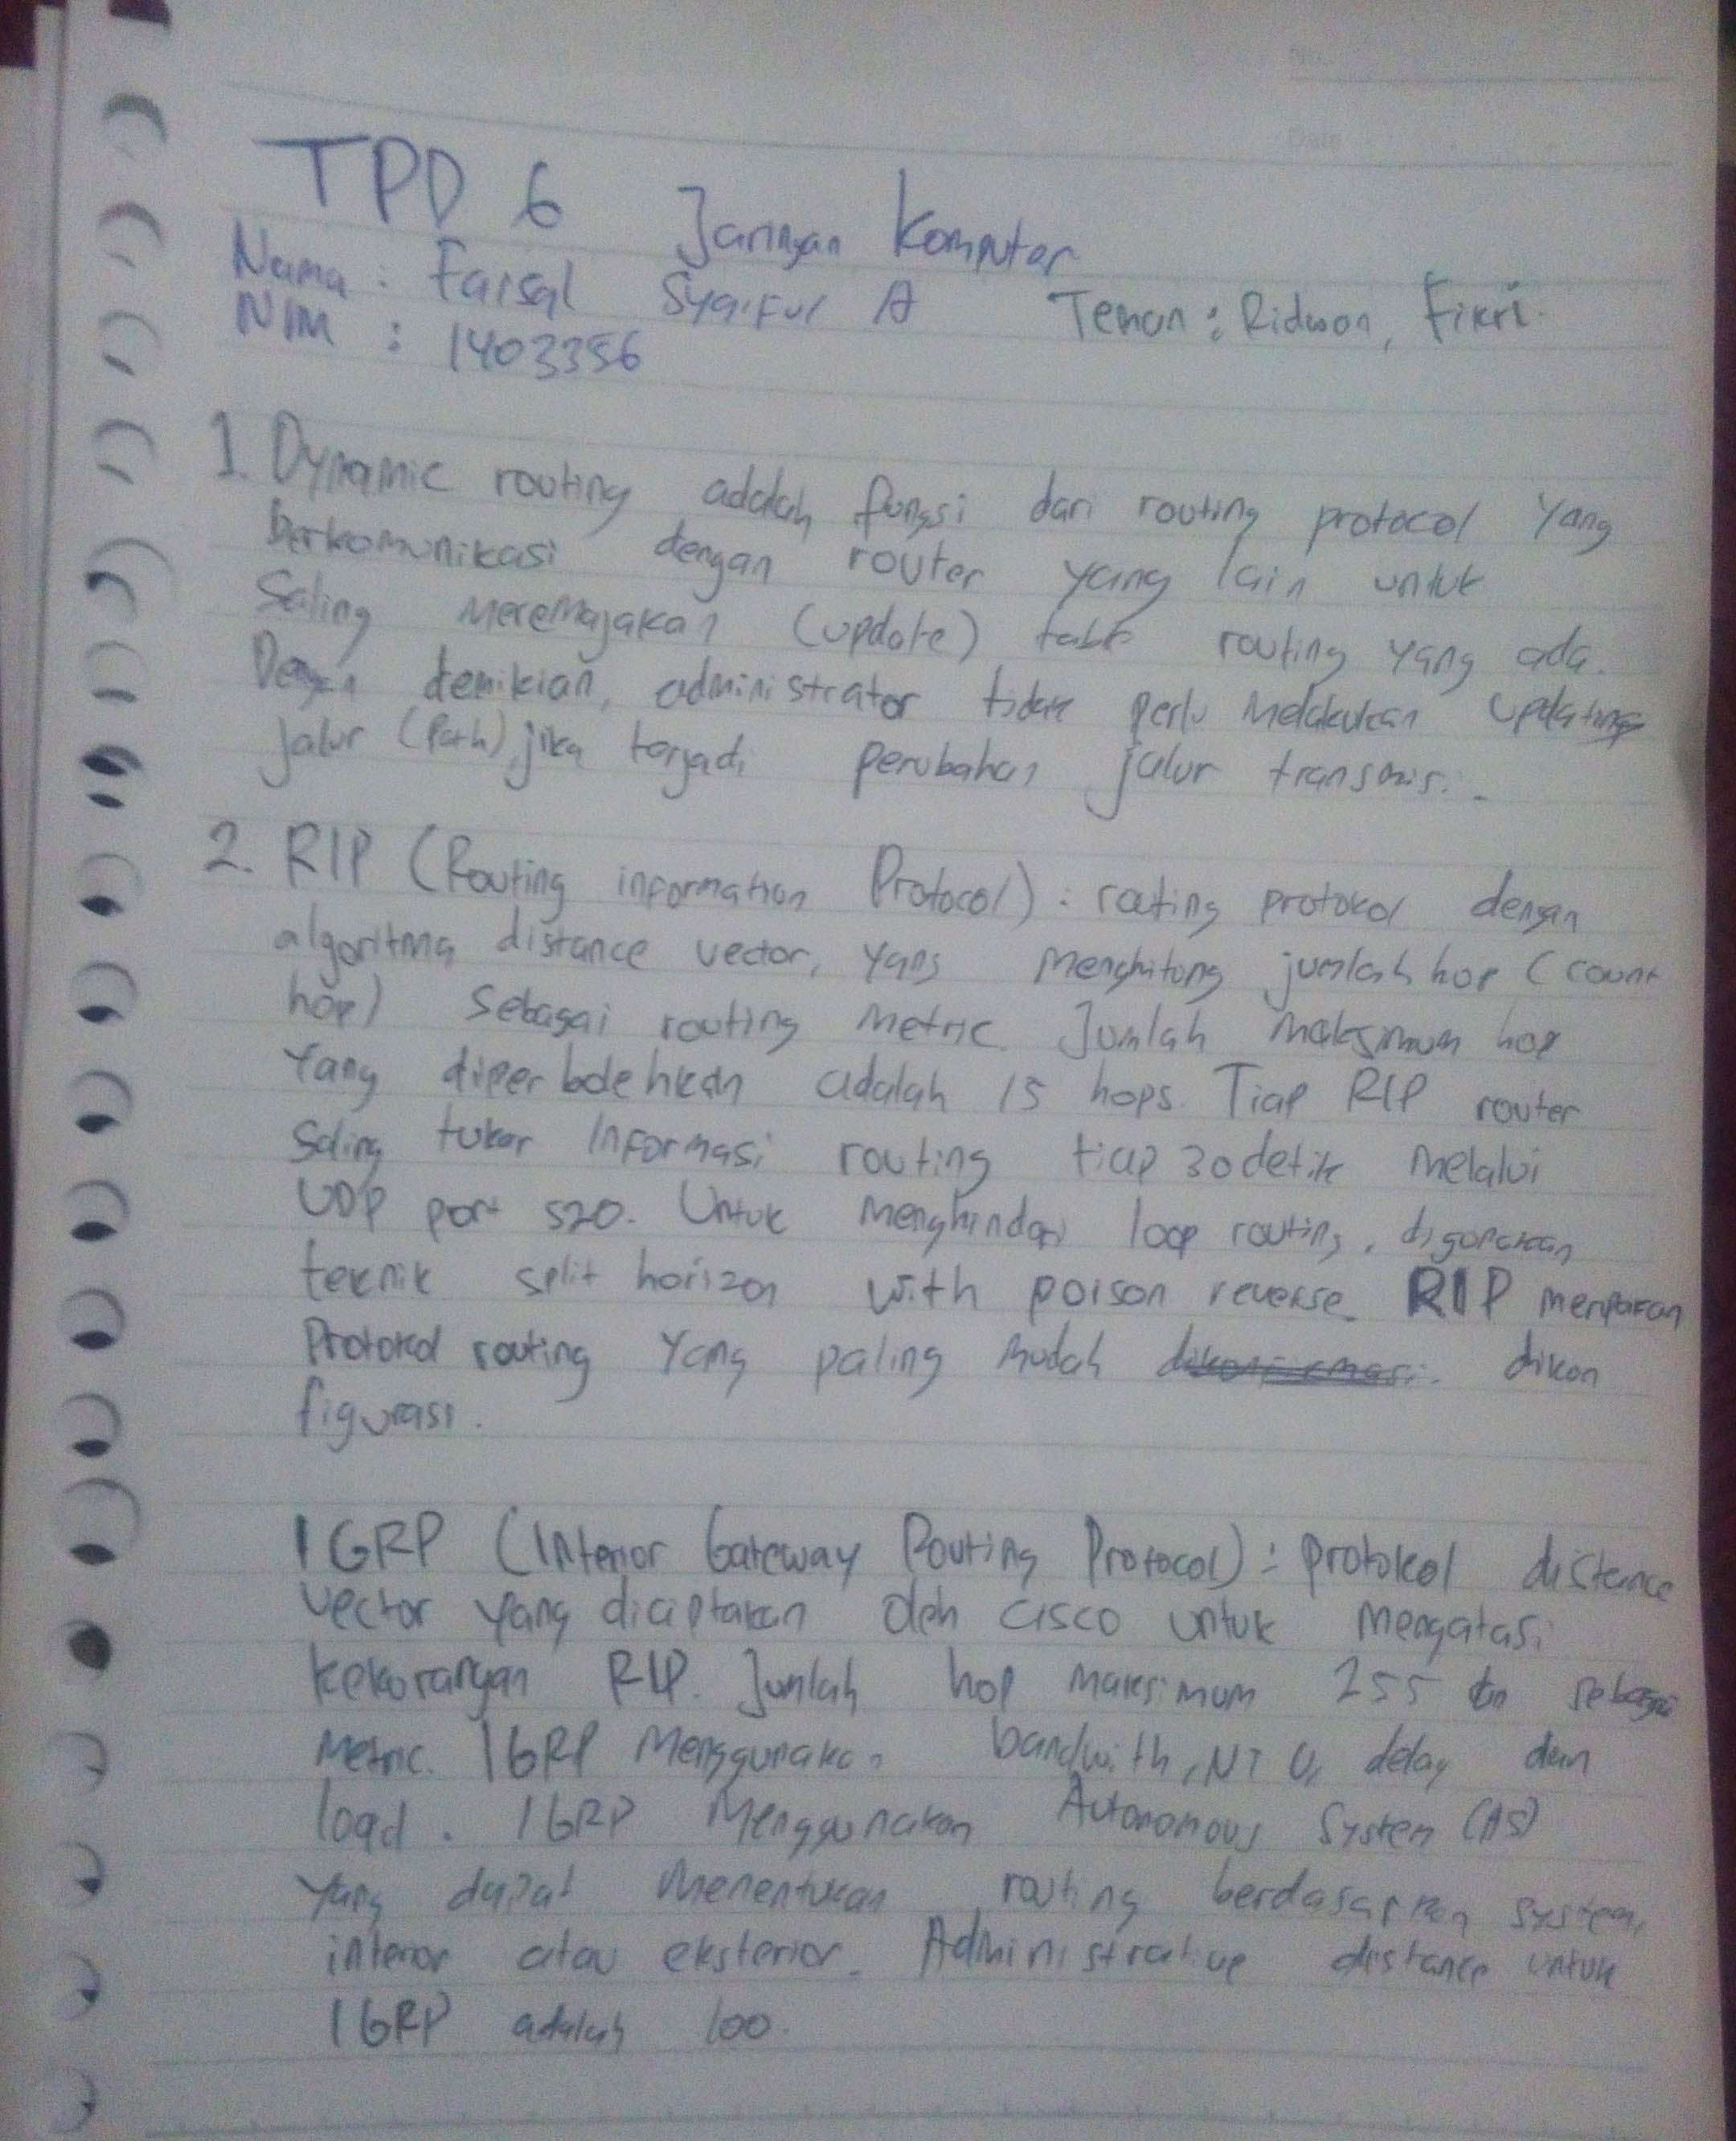 No.
Date
TPD 6 Jaringan Komputer
Nama : Faisal Syaiful A Teman : Ridwan, Fikri
NIM : 1403356
1. Dynamic routing adalah fungsi dari routing protocol yang
berkomunikasi dengan router yang lain untuk
Saling meremajakan (update) table routing yang ada.
Dengan demikian, administrator tidak perlu melakukan updating
jalur (Path), jika terjadi perubahan jalur transmisi.
2. RIP (Routing information Protocol) : routing protokol dengan
algoritma distance vector, yang menghitung jumlah hop (count
hop) sebagai routing metric. Jumlah maksimum hop
yang diperbolehkan adalah 15 hops. Tiap RIP router
saling tukar informasi routing tiap 30 detik melalui
UDP port 520. Untuk menghindari loop routing, digunakan
teknik split horizon with poison reverse. RIP merupakan
Protokol routing yang paling mudah dikon
figurasi.
IGRP (Interior Gateway Routing Protocol) : protokol distance
vector yang diciptakan oleh cisco untuk mengatasi
kekurangan RIP. Jumlah hop maksimum 255 sebagai
metric. IGRP menggunakan bandwith, MTU, delay dan
load. IGRP Menggunakan Autonomous System (AS)
yang dapat menentukan routing berdasarkan system,
interior atau eksterior. Administrative distance untuk
IGRP adalah 100.